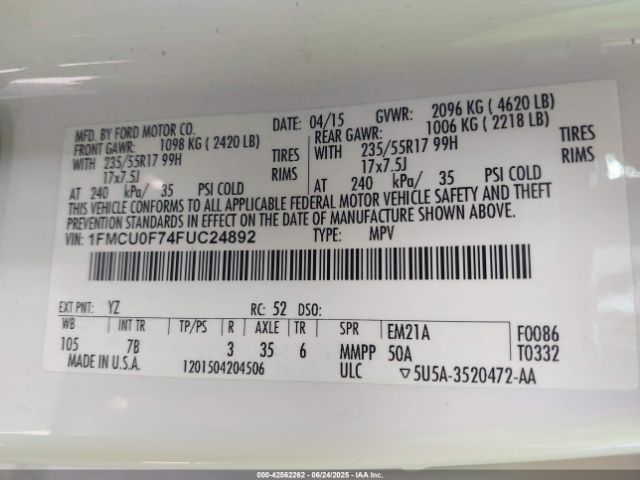 MFD. BY FORD MOTOR CO.
DATE: 04/15
GVWR: 2096 KG ( 4620 LB)
FRONT GAWR: 1098 KG ( 2420 LB)
REAR GAWR: 1006 KG ( 2218 LB)
WITH 235/55R17 99H TIRES
WITH 235/55R17 99H TIRES
17x7.5J RIMS
17x7.5J RIMS
AT 240 kPa/ 35 PSI COLD
AT 240 kPa/ 35 PSI COLD
THIS VEHICLE CONFORMS TO ALL APPLICABLE FEDERAL MOTOR VEHICLE SAFETY AND THEFT
PREVENTION STANDARDS IN EFFECT ON THE DATE OF MANUFACTURE SHOWN ABOVE.
VIN: 1FMCU0F74FUC24892
TYPE: MPV
EXT PNT: YZ
RC: 52 DSO:
WB INT TR TP/PS R AXLE TR SPR EM21A F0086
105 7B 3 35 6 MMPP 50A T0332
MADE IN U.S.A. 1201504204506 ULC ▽5U5A-3520472-AA
000-42562262 - 06/24/2025 - IAA Inc.